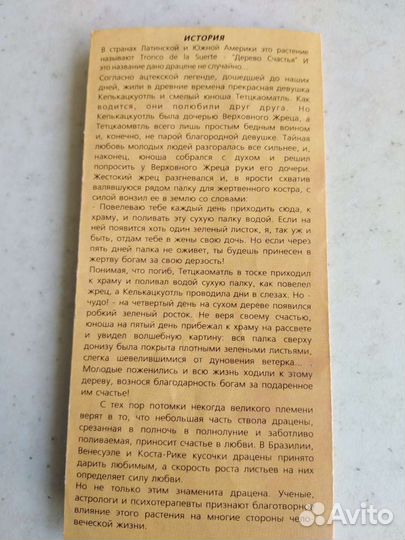 ИСТОРИЯ
В странах Латинской и Южной Америки это растение
называют Tronco de la Suerte - "Дерево Счастья" И
это название дано драцене не случайно...
Согласно ацтекской легенде, дошедшей до наших
дней, жили в древние времена прекрасная девушка
Келькацкуотль и смелый юноша Тетцкаоматль. Как
водится, они полюбили друг друга. Но
Келькацкуотль была дочерью Верховного Жреца, а
Тетцкаомвтль всего лишь простым бедным воином
и, конечно, не парой благородной девушке. Тайная
любовь молодых людей разгоралась все сильнее, и,
наконец, юноша собрался с духом и решил
попросить у Верховного Жреца руки его дочери.
Жестокий жрец разгневался и, в ярости схватив
валявшуюся рядом палку для жертвенного костра, с
силой вонзил ее в землю со словами:
- Повелеваю тебе каждый день приходить сюда, к
храму, и поливать эту сухую палку водой. Если на
ней появится хоть один зеленый листок, я, так уж и
быть, отдам тебе в жены свою дочь. Но если через
пять дней палка не оживет, ты будешь принесен в
жертву богам за свою дерзость!
Понимая, что погиб, Тетцкаоматль в тоске приходил
к храму и поливал водой сухую палку, как повелел
жрец, а Келькацкуотль проводила дни в слезах. Но -
чудо! - на четвертый день на сухом дереве появился
робкий зеленый росток. Не веря своему счастью,
юноша на пятый день прибежал к храму на рассвете
и увидел волшебную картину: вся палка сверху
донизу была покрыта плотными зелеными листьями,
слегка шевелившимися от дуновения ветерка...
Молодые поженились и всю жизнь ходили к этому
дереву, вознося благодарность богам за подаренное
им счастье!
С тех пор потомки некогда великого племени
верят в то, что небольшая часть ствола драцены,
срезанная в полночь в полнолуние и заботливо
поливаемая, приносит счастье в любви. В Бразилии,
Венесуэле и Коста-Рике кусочки драцены принято
дарить любимым, а скорость роста листьев на них
определяет силу любви.
Но не только этим знаменита драцена. Ученые,
астрологи и психотерапевты признают благотворное
влияние этого растения на многие стороны чело-
веческой жизни.
Avito